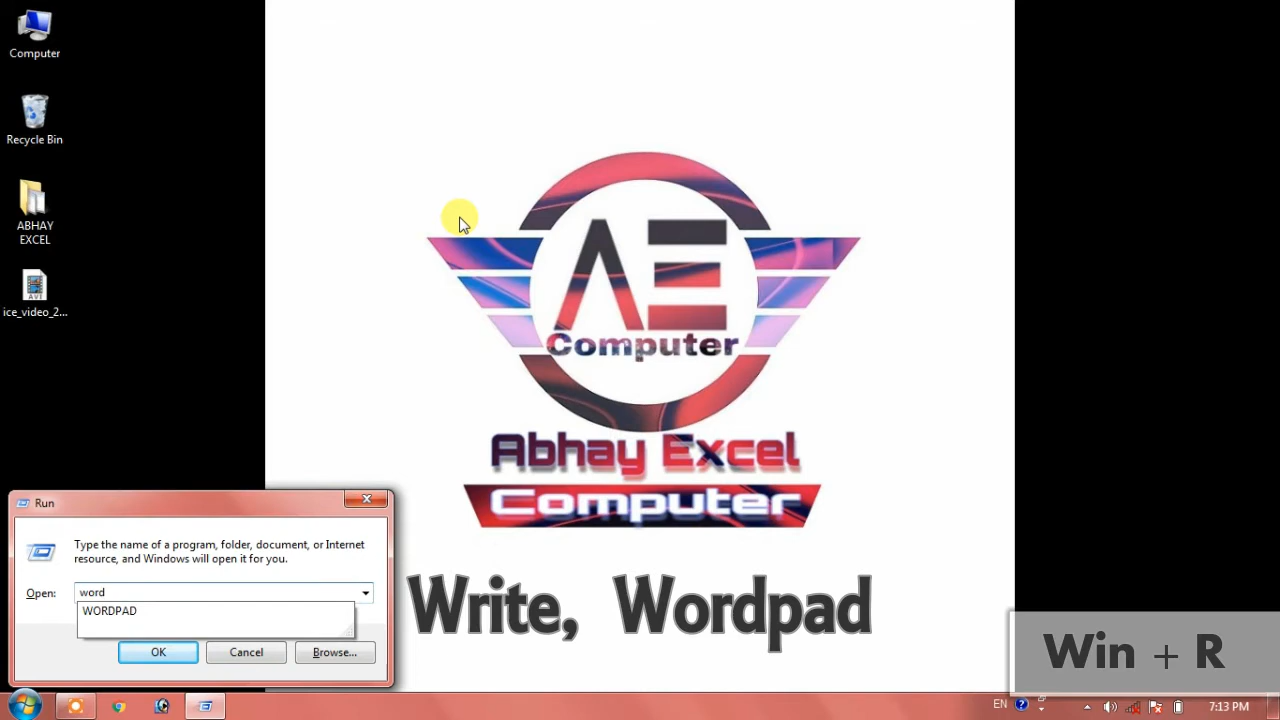 Computer
Recycle Bin
ABHAY
EXCEL
ice_video_2...
AE
Computer
Abhay Excel
Computer
Run
Type the name of a program, folder, document, or Internet
resource, and Windows will open it for you.
Open:
word
WORDPAD
OK
Cancel
Browse...
Write, Wordpad
Win + R
EN
7:13 PM